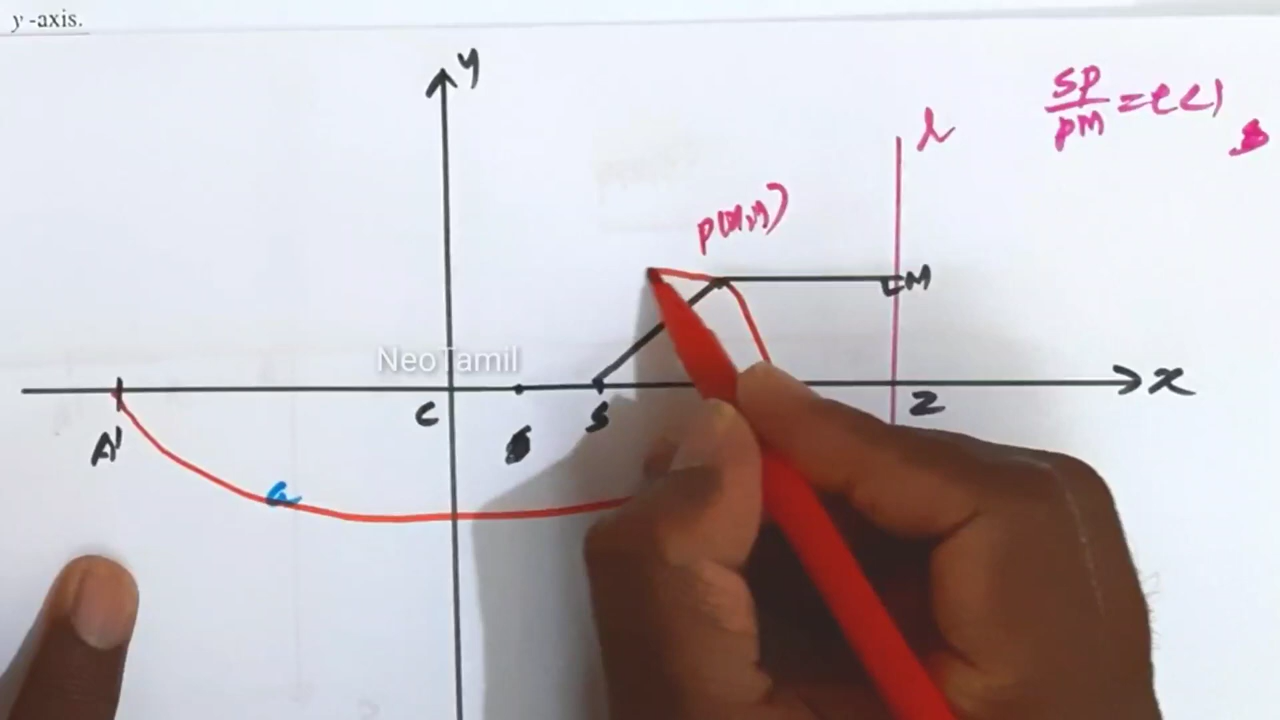 y -axis.
y
SP
PM = e < 1
l
P(x,y)
M
NeoTamil
x
C
S
Z
A'
a